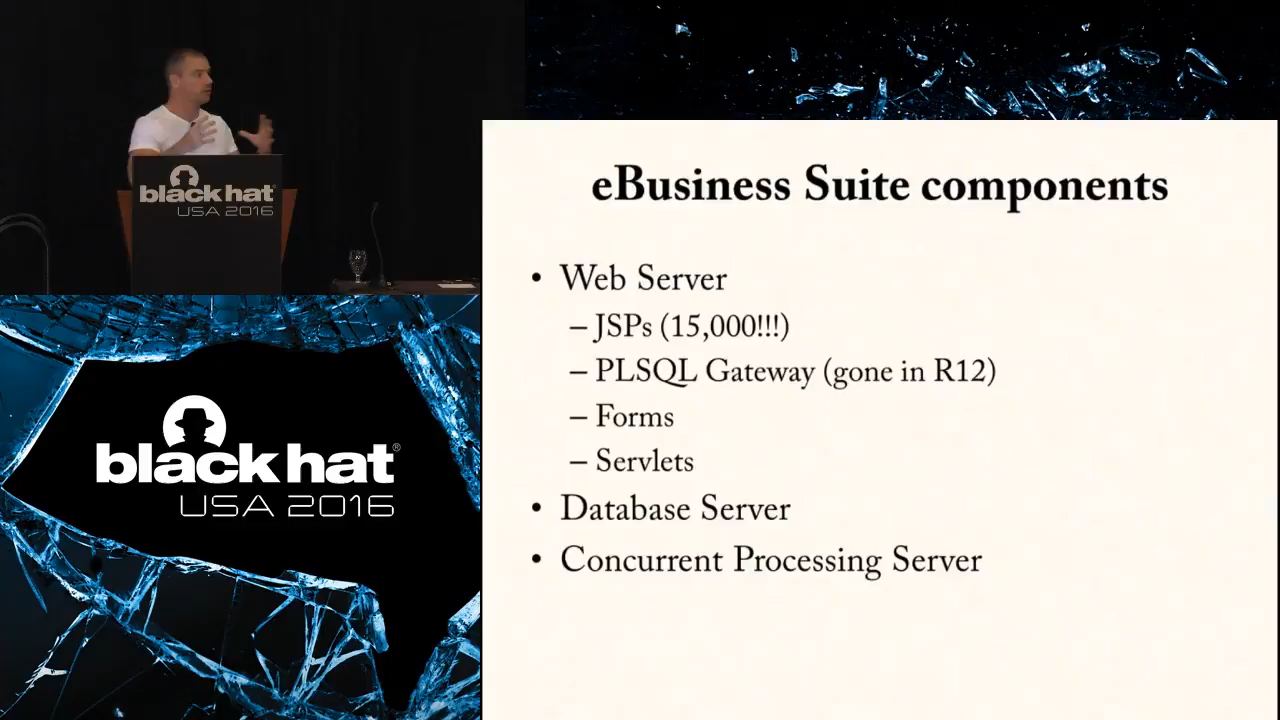 black hat
USA 2016
black hat®
USA 2016
eBusiness Suite components
• Web Server
– JSPs (15,000!!!)
– PLSQL Gateway (gone in R12)
– Forms
– Servlets
• Database Server
• Concurrent Processing Server